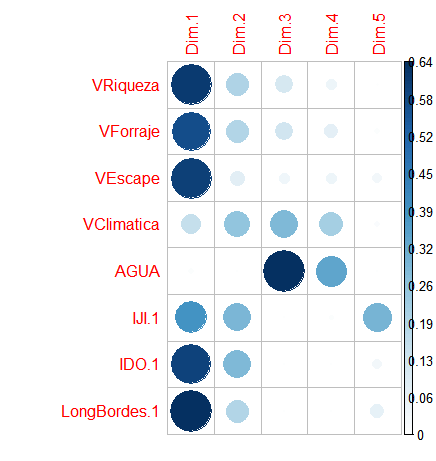 Dim.1 Dim.2 Dim.3 Dim.4 Dim.5
VRiqueza
VForraje
VEscape
VClimatica
AGUA
IJI.1
IDO.1
LongBordes.1
0.64
0.58
0.52
0.45
0.39
0.32
0.26
0.19
0.13
0.06
0